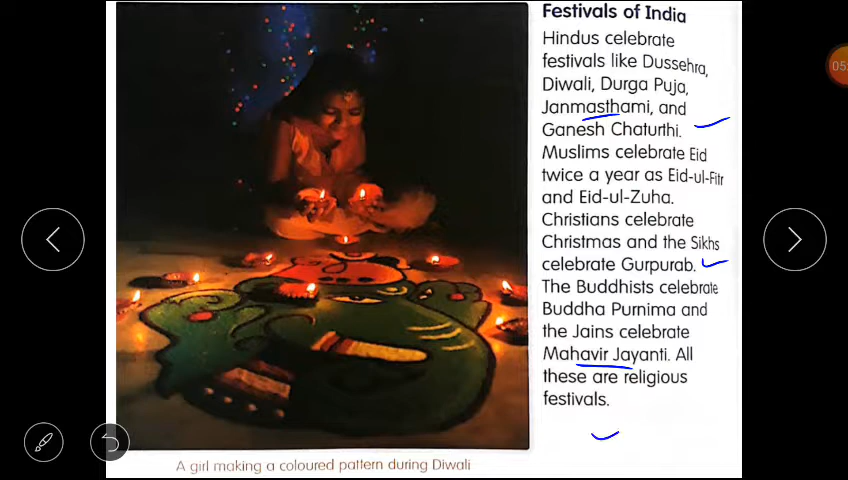 Festivals of India
Hindus celebrate
festivals like Dussehra,
Diwali, Durga Puja,
Janmasthami, and
Ganesh Chaturthi.
Muslims celebrate Eid
twice a year as Eid-ul-Fitr
and Eid-ul-Zuha.
Christians celebrate
Christmas and the Sikhs
celebrate Gurpurab.
The Buddhists celebrate
Buddha Purnima and
the Jains celebrate
Mahavir Jayanti. All
these are religious
festivals.
A girl making a coloured pattern during Diwali